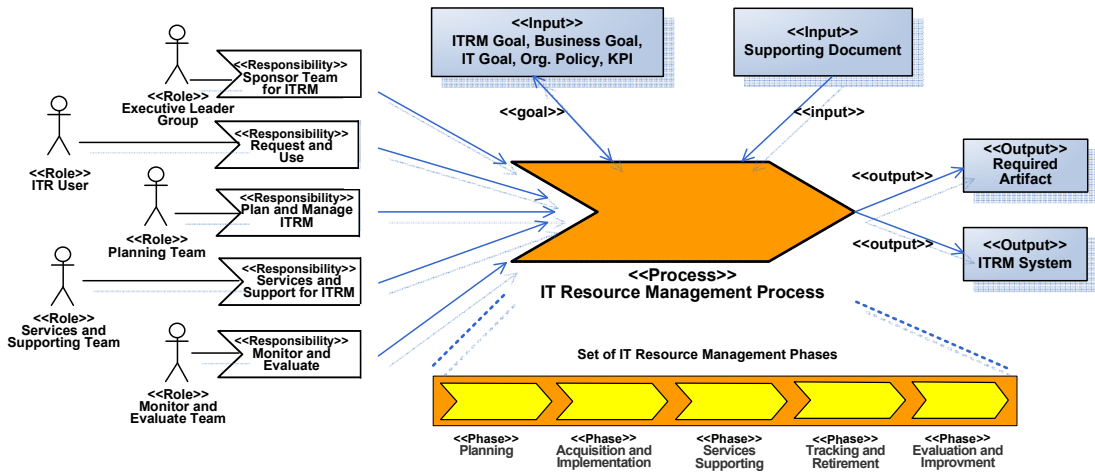 <<Input>>
ITRM Goal, Business Goal,
IT Goal, Org. Policy, KPI
<<Input>>
Supporting Document
<<Responsibility>>
Sponsor Team
for ITRM
<<Role>>
Executive Leader
Group
<<goal>>
<<input>>
<<Responsibility>>
Request and
Use
<<Role>>
ITR User
<<Responsibility>>
Plan and Manage
ITRM
<<Role>>
Planning Team
<<Responsibility>>
Services and
Support for ITRM
<<Role>>
Services and
Supporting Team
<<Responsibility>>
Monitor and
Evaluate
<<Role>>
Monitor and
Evaluate Team
<<output>>
<<Output>>
Required
Artifact
<<output>>
<<Output>>
ITRM System
<<Process>>
IT Resource Management Process
Set of IT Resource Management Phases
<<Phase>>
Planning
<<Phase>>
Acquisition and
Implementation
<<Phase>>
Services
Supporting
<<Phase>>
Tracking and
Retirement
<<Phase>>
Evaluation and
Improvment